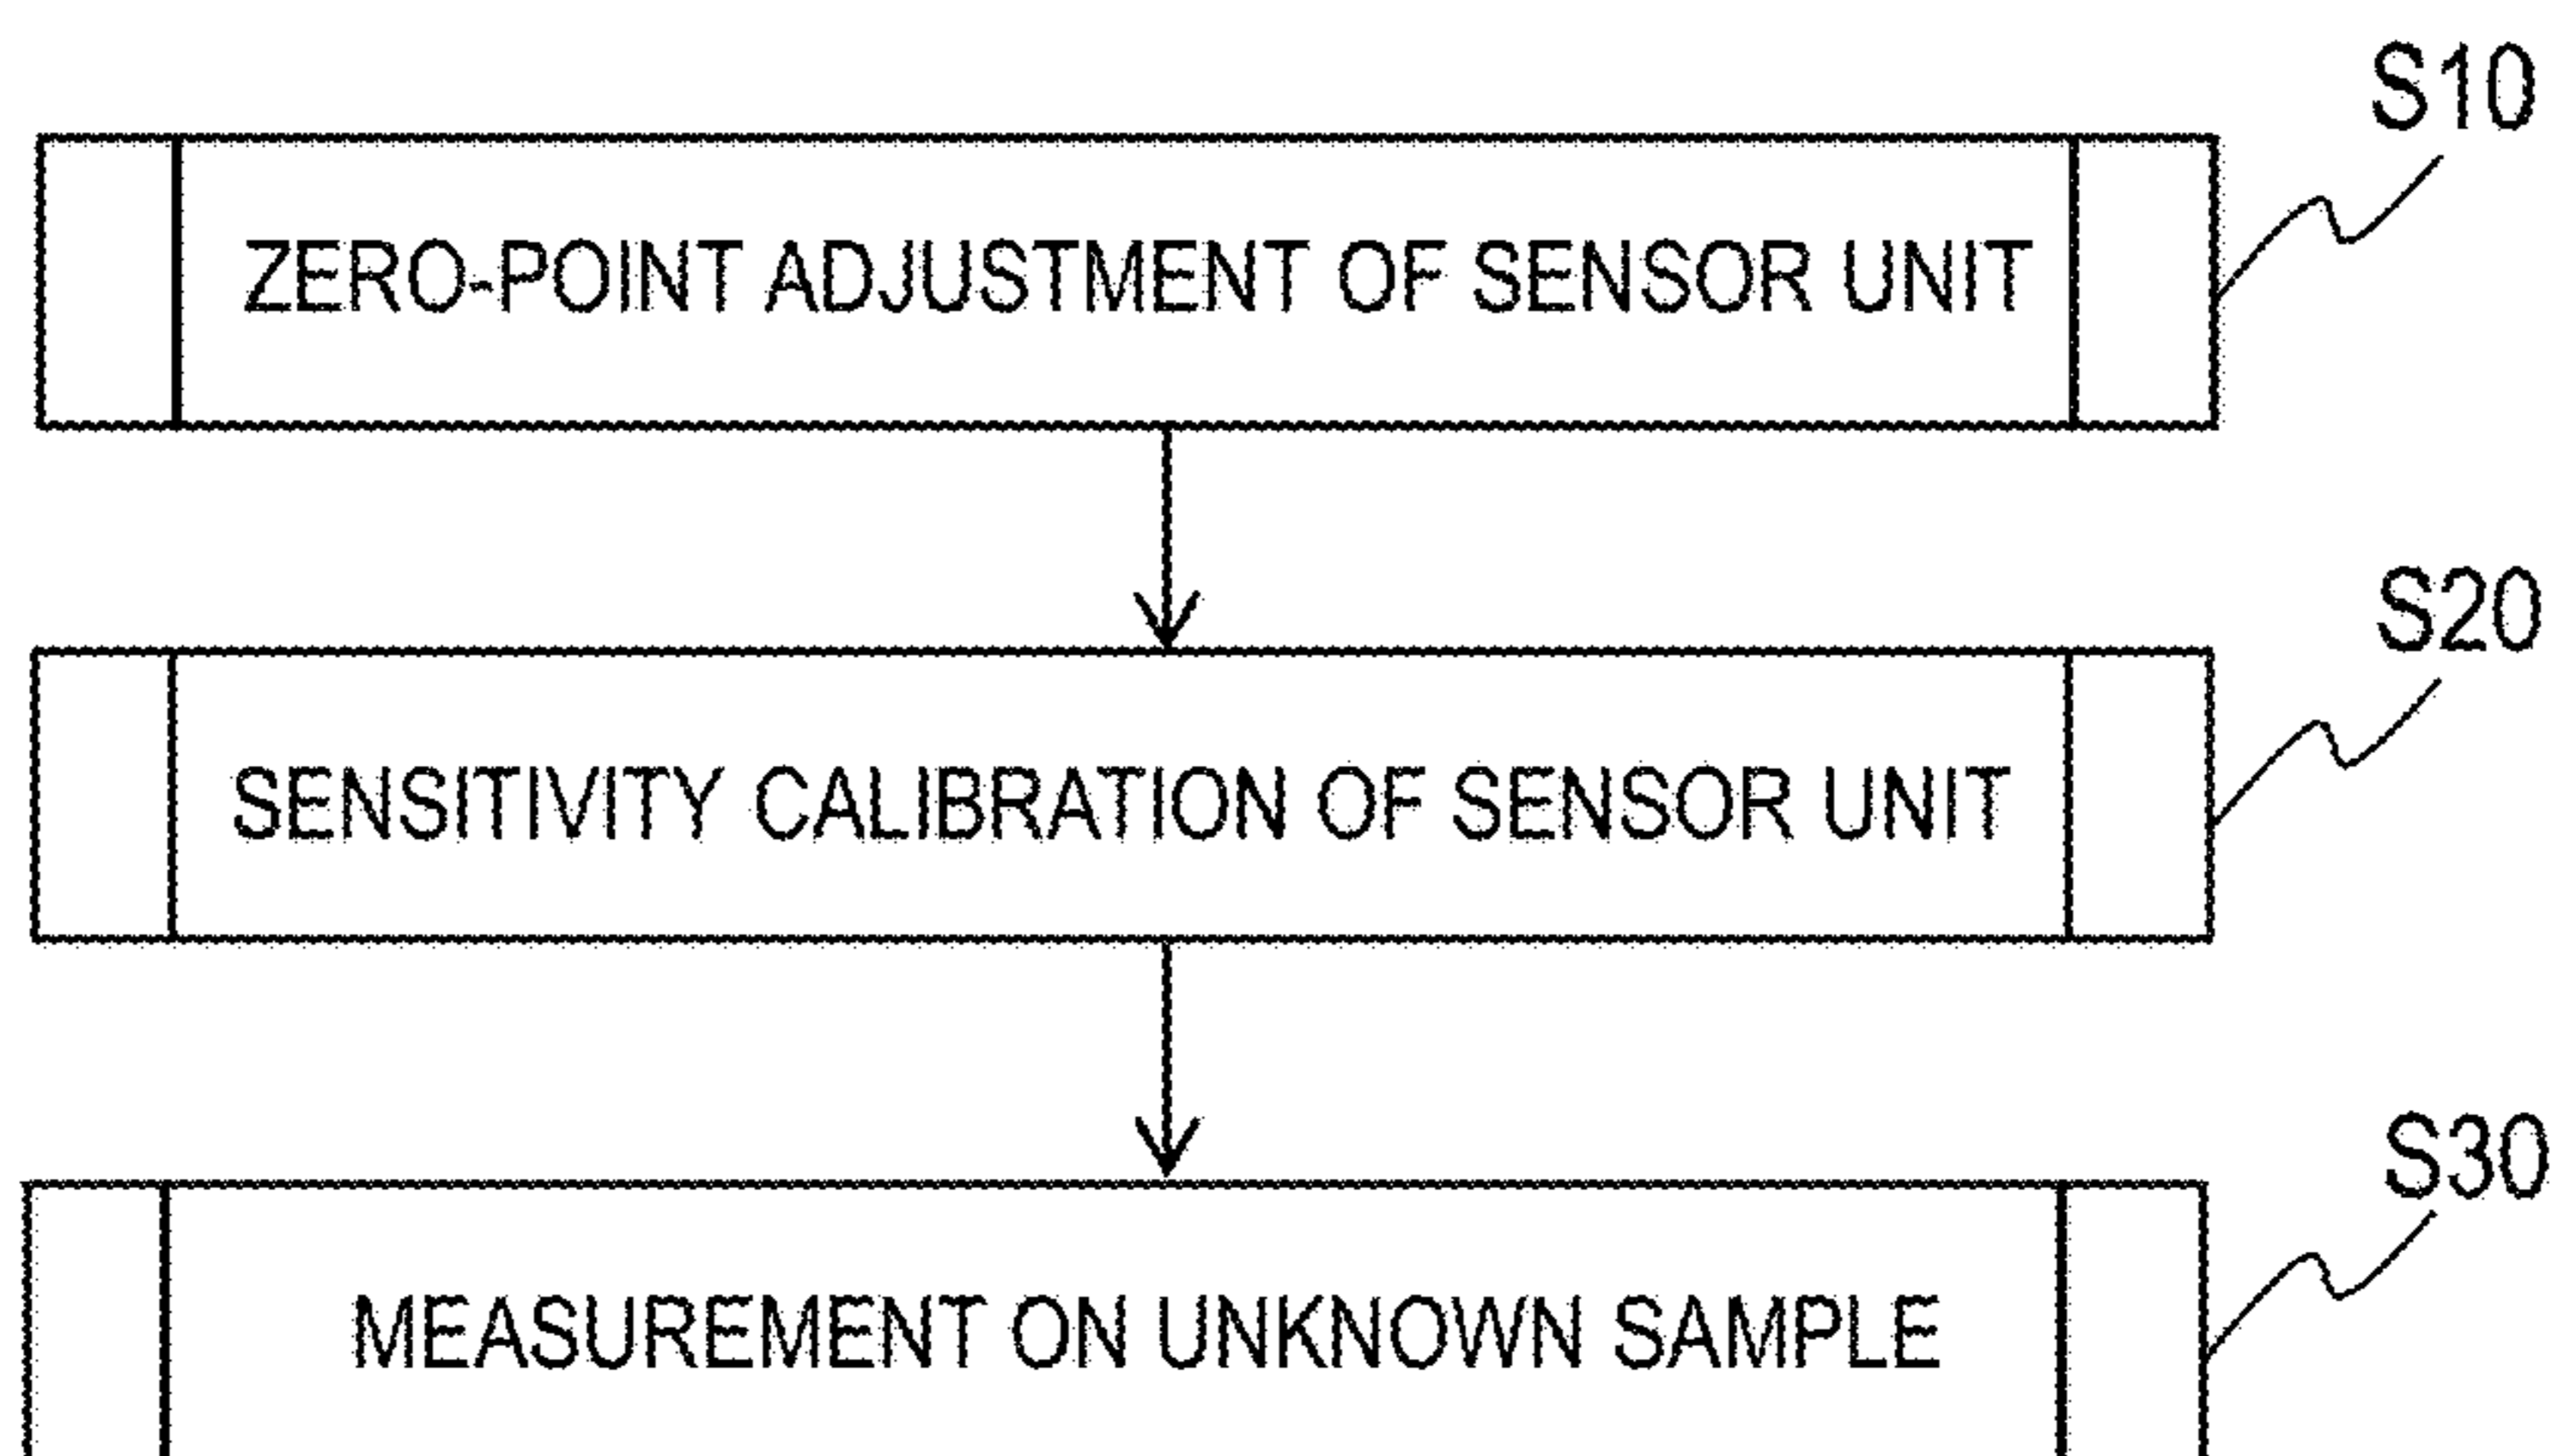 S10
ZERO-POINT ADJUSTMENT OF SENSOR UNIT
S20
SENSITIVITY CALIBRATION OF SENSOR UNIT
S30
MEASUREMENT ON UNKNOWN SAMPLE